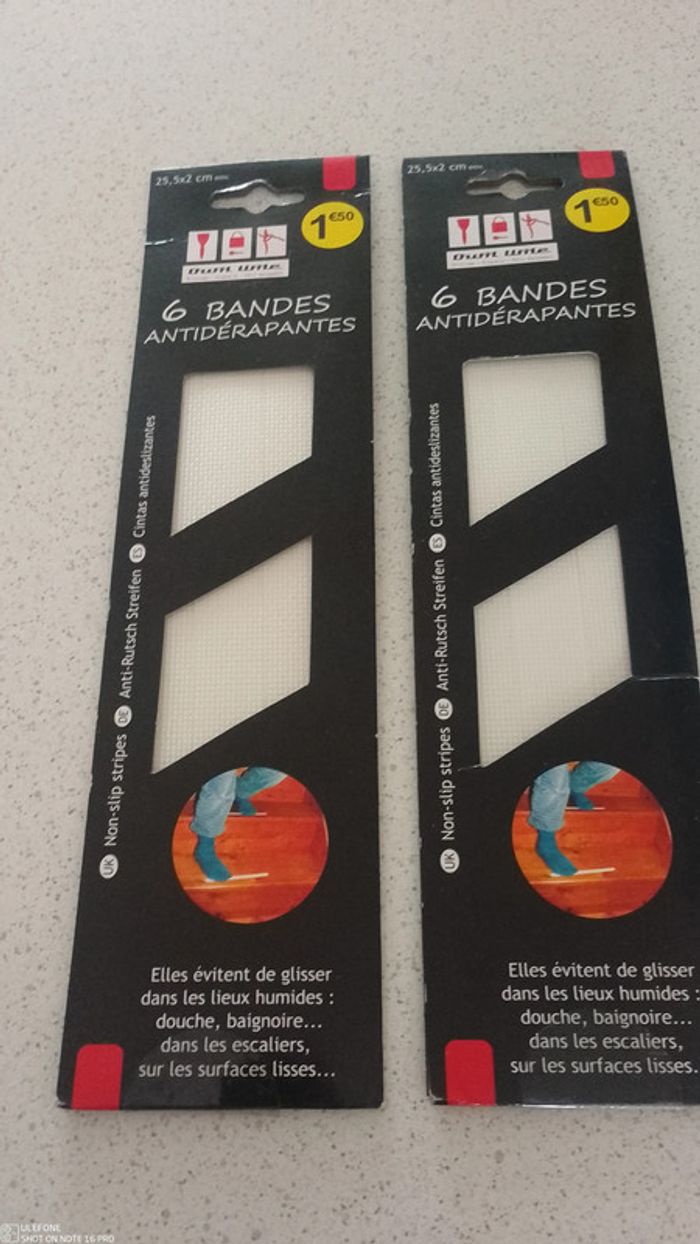 25,5x2 cm
1€50
6 BANDES
ANTIDÉRAPANTES
UK Non-slip stripes DE Anti-Rutsch Streifen ES Cintas antideslizantes
Elles évitent de glisser
dans les lieux humides :
douche, baignoire...
dans les escaliers,
sur les surfaces lisses...
25,5x2 cm
1€50
6 BANDES
ANTIDÉRAPANTES
UK Non-slip stripes DE Anti-Rutsch Streifen ES Cintas antideslizantes
Elles évitent de glisser
dans les lieux humides :
douche, baignoire...
dans les escaliers,
sur les surfaces lisses.
ULEFONE
SHOT ON NOTE 16 PRO